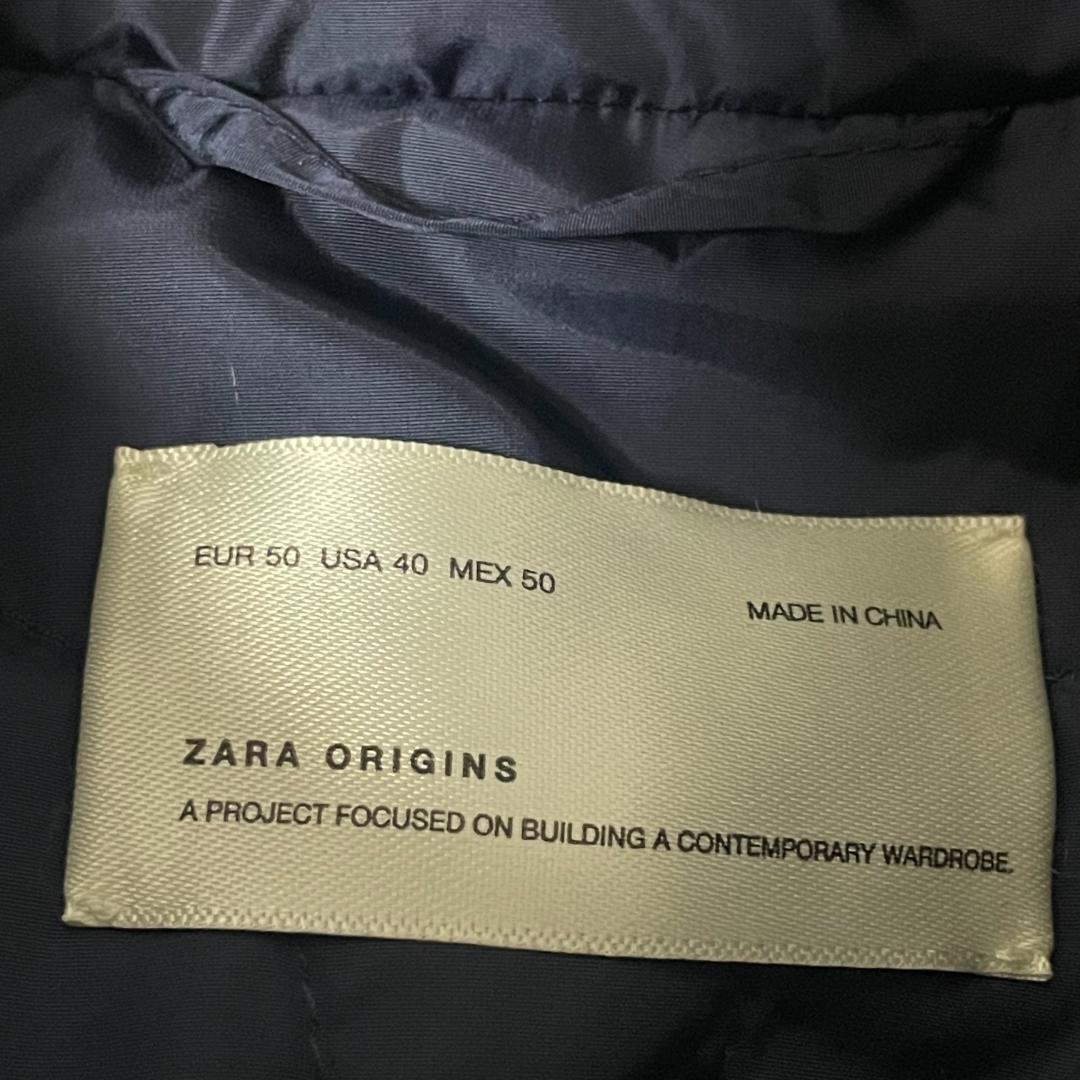 EUR 50 USA 40 MEX 50
MADE IN CHINA
ZARA ORIGINS
A PROJECT FOCUSED ON BUILDING A CONTEMPORARY WARDROBE.